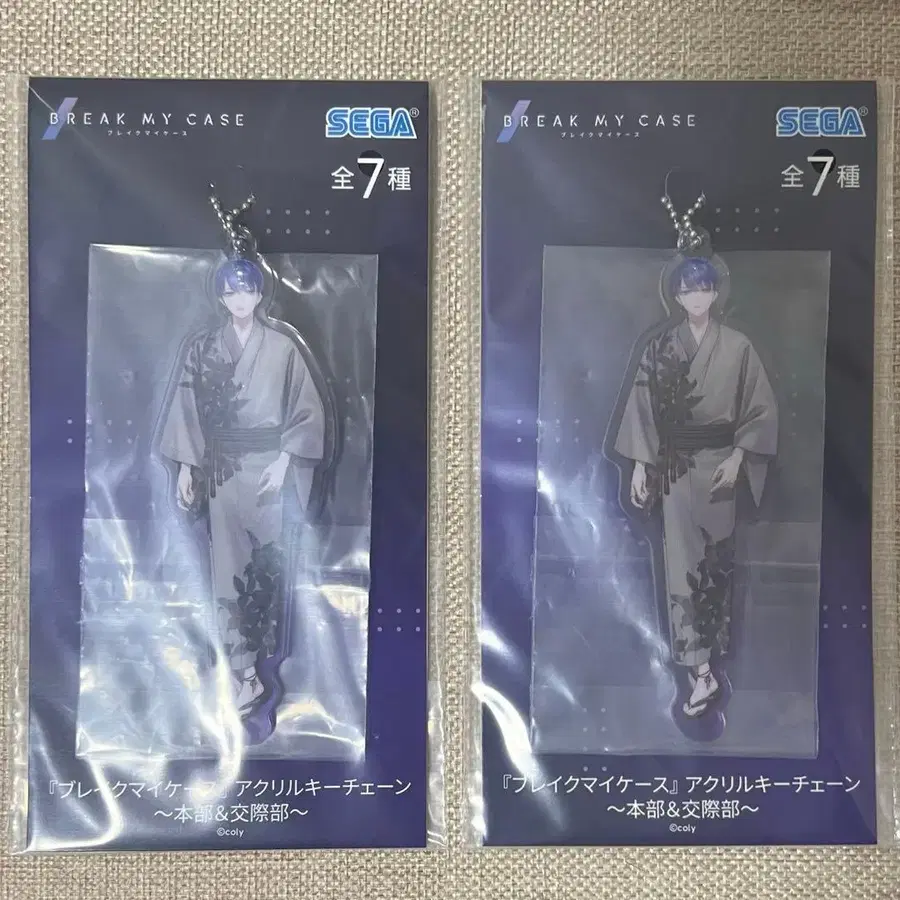 BREAK MY CASE
ブレイクマイケース
SEGA®
全7種
『ブレイクマイケース』アクリルキーチェーン
～本部&交際部～
©coly
BREAK MY CASE
ブレイクマイケース
SEGA®
全7種
『ブレイクマイケース』アクリルキーチェーン
～本部&交際部～
©coly